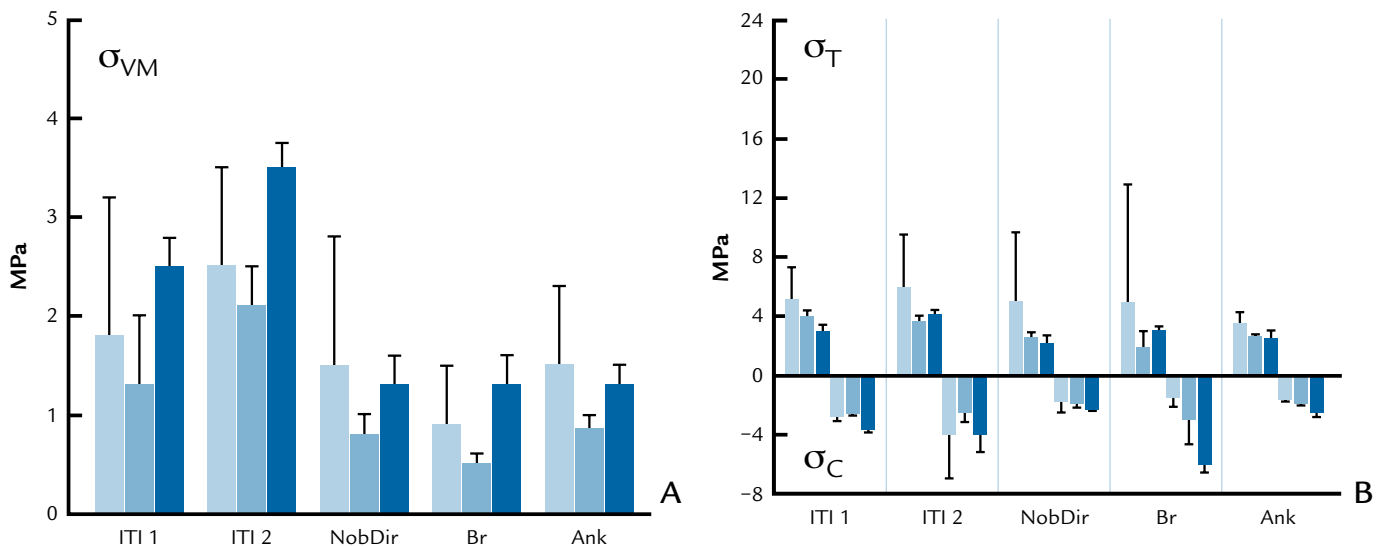 5
4
3
2
1
0
MPa
σVM
ITI 1 ITI 2 NobDir Br Ank
A
24
20
16
12
8
4
0
−4
−8
MPa
σT
σC
ITI 1 ITI 2 NobDir Br Ank
B